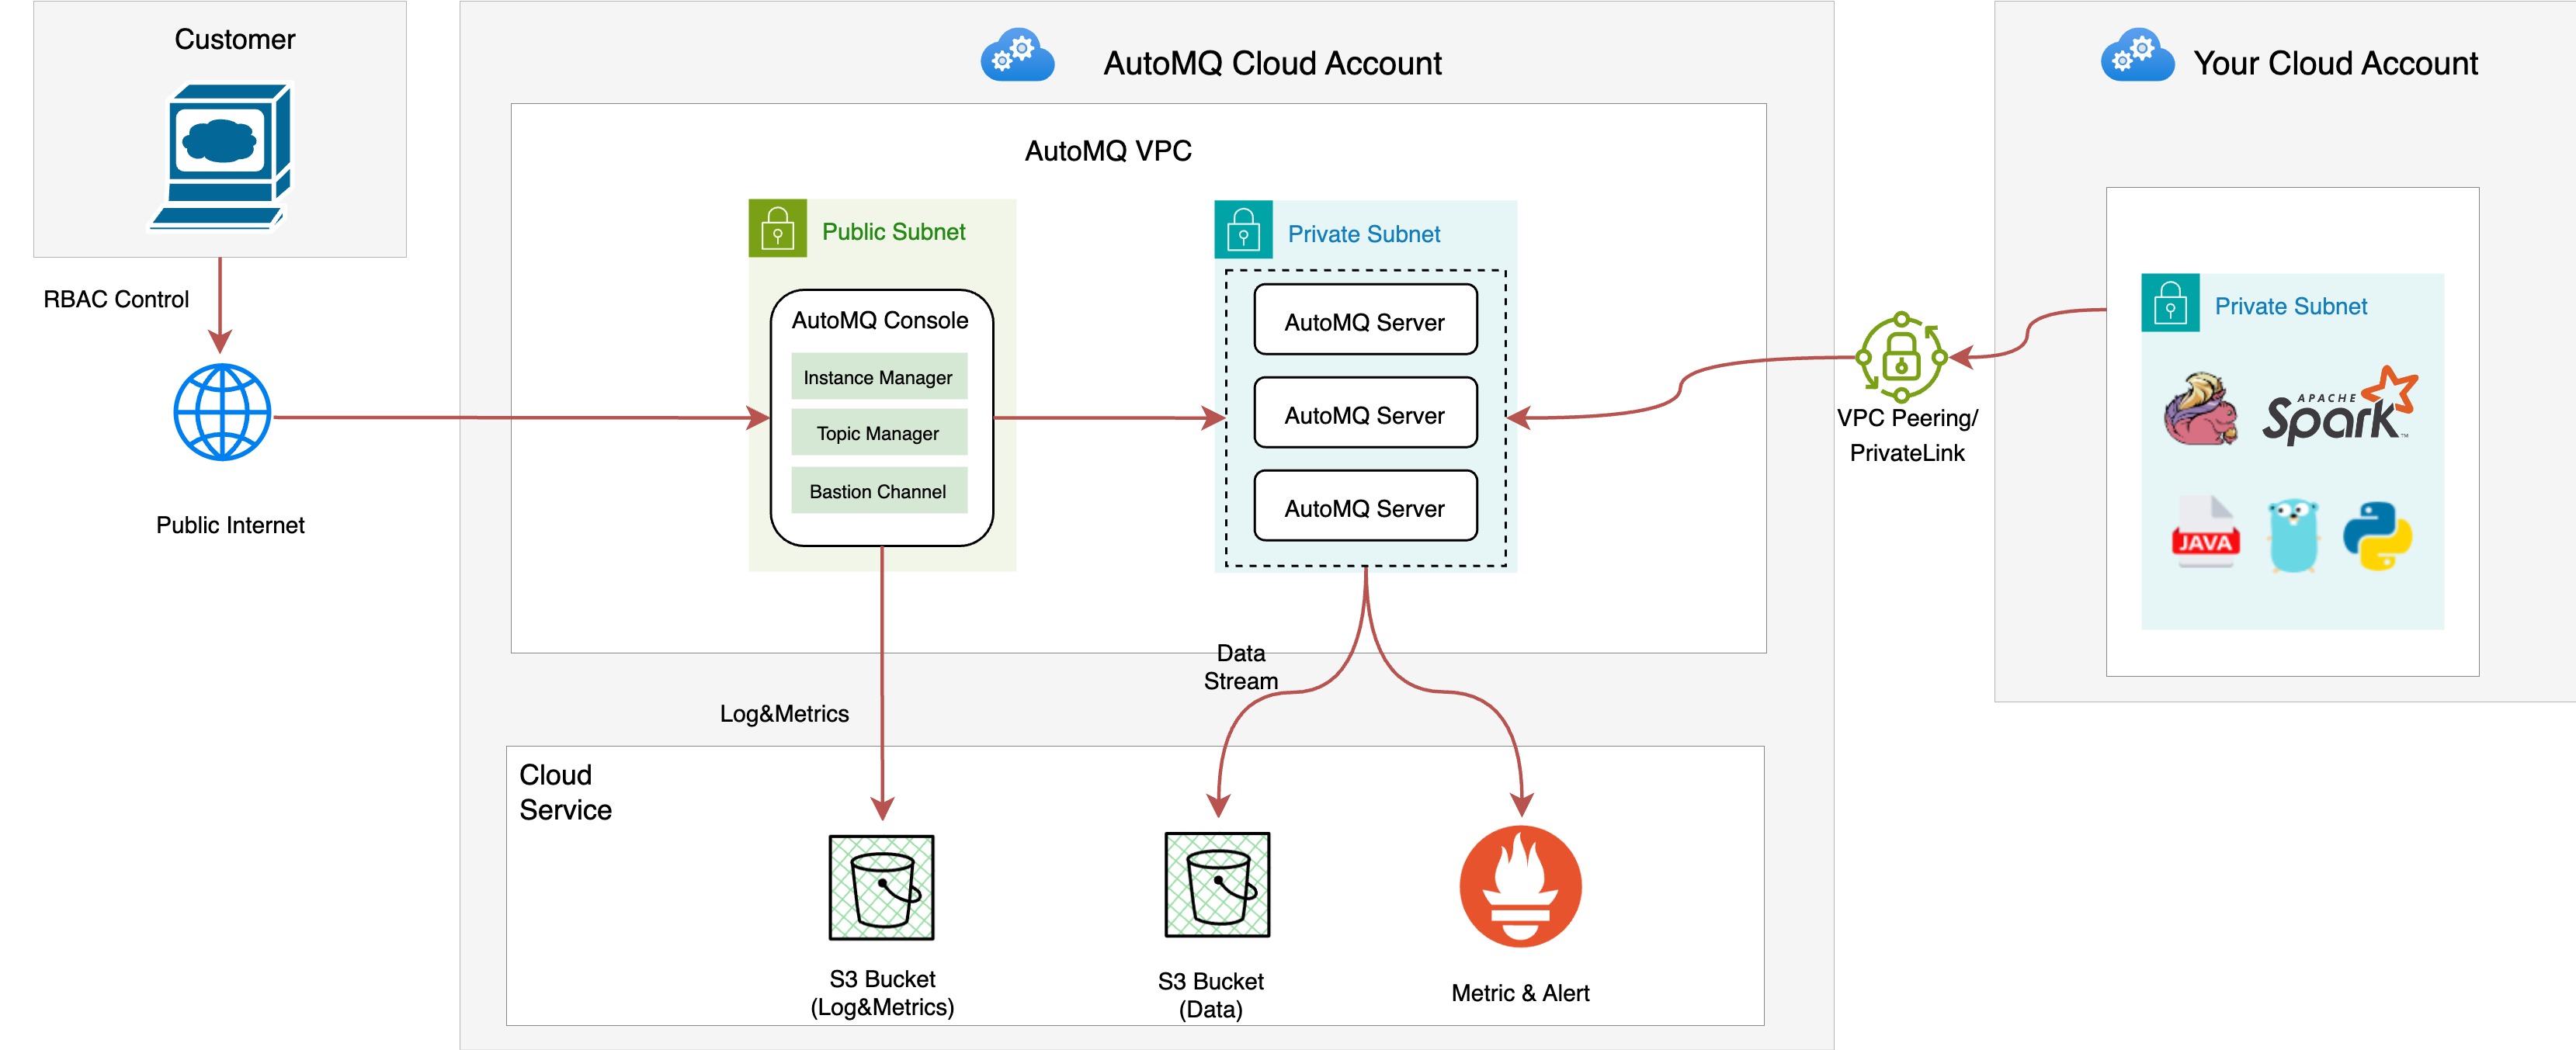 Customer
RBAC Control
Public Internet
AutoMQ Cloud Account
AutoMQ VPC
Public Subnet
AutoMQ Console
Instance Manager
Topic Manager
Bastion Channel
Private Subnet
AutoMQ Server
AutoMQ Server
AutoMQ Server
Log&Metrics
Data
Stream
Cloud
Service
S3 Bucket
(Log&Metrics)
S3 Bucket
(Data)
Metric & Alert
VPC Peering/
PrivateLink
Your Cloud Account
Private Subnet
APACHE
Spark™
JAVA